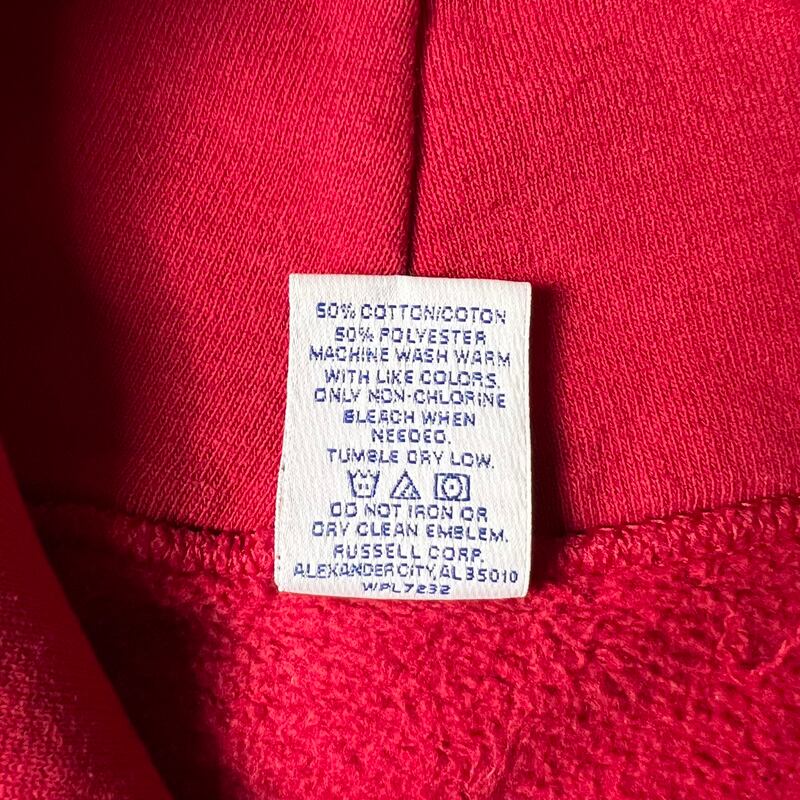 50% COTTON/COTON
50% POLYESTER
MACHINE WASH WARM
WITH LIKE COLORS.
ONLY NON-CHLORINE
BLEACH WHEN
NEEDED.
TUMBLE DRY LOW.
DO NOT IRON OR
DRY CLEAN EMBLEM.
RUSSELL CORP.
ALEXANDER CITY, AL 35010
WPL7232